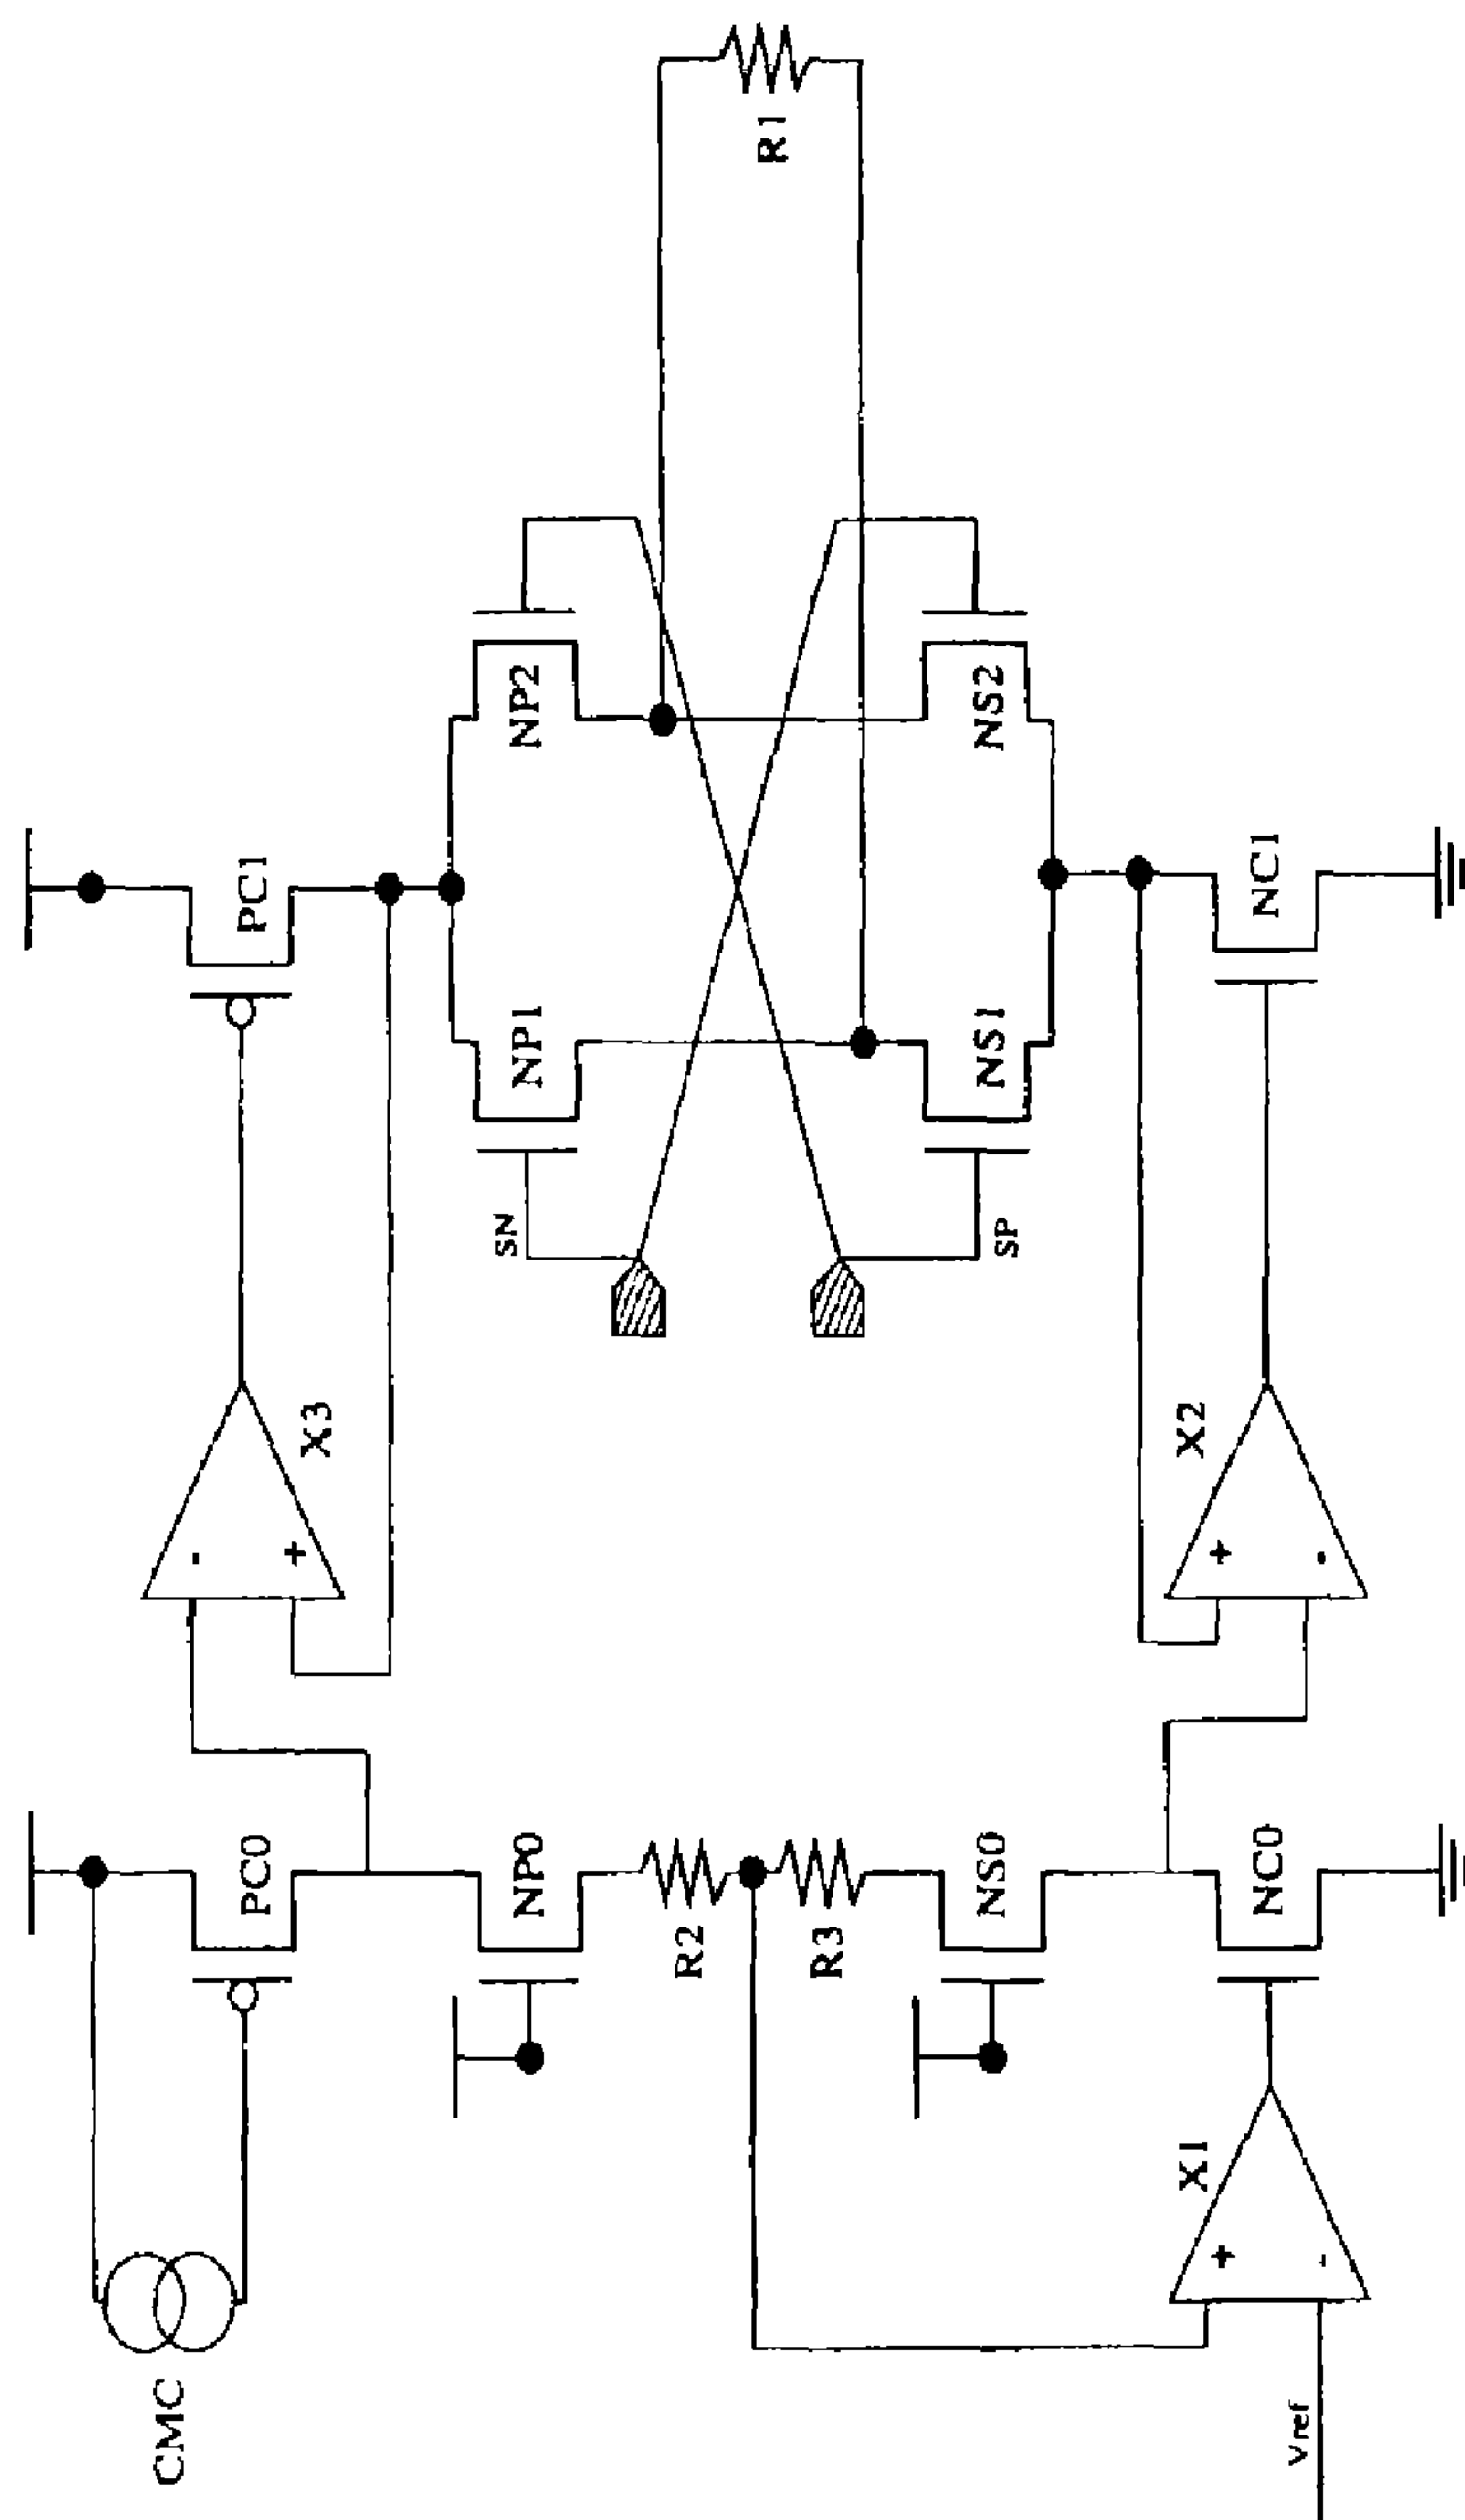 R1
NP2
NS2
PC1
NC1
NP1
NS1
SN
SP
X3
X2
-
+
+
-
PC0
NP0
NS0
NC0
R2
R3
X1
+
-
CMC
Vref